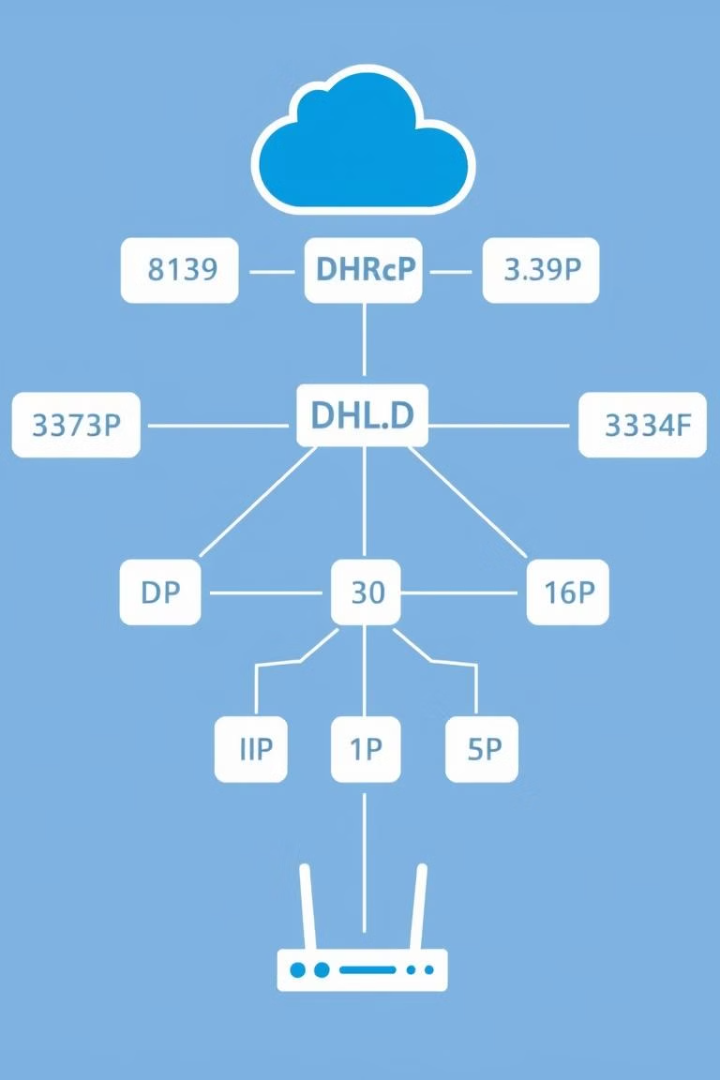 8139
DHRcP
3.39P
3373P
DHL.D
3334F
DP
30
16P
IIP
1P
5P